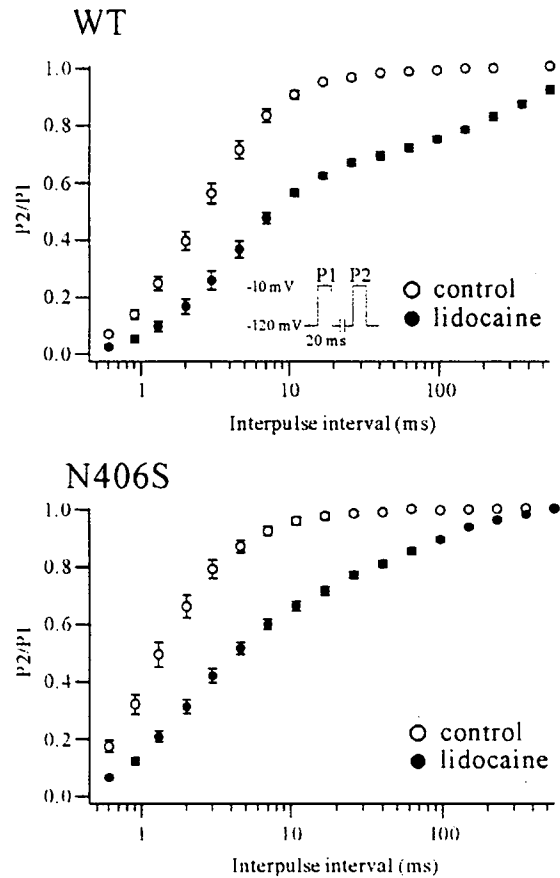 WT
1.0
0.8
0.6
0.4
0.2
0.0
P2/P1
P1 P2
-10 mV
-120 mV
20 ms
control
lidocaine
1 10 100
Interpulse interval (ms)
N406S
1.0
0.8
0.6
0.4
0.2
0.0
P2/P1
control
lidocaine
1 10 100
Interpulse interval (ms)